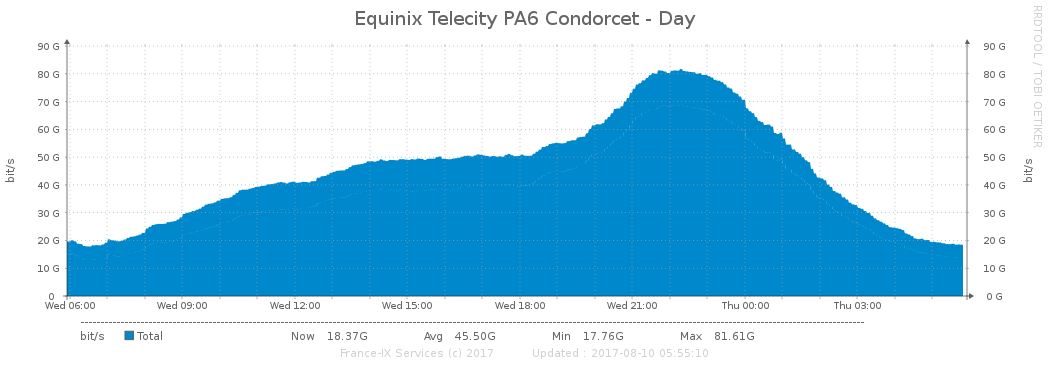 Equinix Telecity PA6 Condorcet - Day
RRDTOOL / TOBI OETIKER
90 G 90 G
80 G 80 G
70 G 70 G
60 G 60 G
50 G 50 G
40 G 40 G
30 G 30 G
20 G 20 G
10 G 10 G
0 0 G
bit/s
bit/s
Wed 06:00 Wed 09:00 Wed 12:00 Wed 15:00 Wed 18:00 Wed 21:00 Thu 00:00 Thu 03:00
bit/s Total Now 18.37G Avg 45.50G Min 17.76G Max 81.61G
France-IX Services (c) 2017 Updated : 2017-08-10 05:55:10